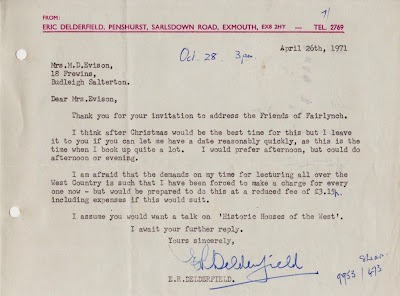 FROM:
ERIC DELDERFIELD, PENSHURST, SARLSDOWN ROAD, EXMOUTH, EX8 2HY — TEL. 2769
April 26th, 1971
Oct. 28 3pm
Mrs.M.D.Evison,
18 Frewins,
Budleigh Salterton.
Dear Mrs.Evison,
Thank you for your invitation to address the Friends of Fairlynch.
I think after Christmas would be the best time for this but I leave
it to you if you can let me have a date reasonably quickly, as this is the
time when I book up quite a lot. I would prefer afternoon, but could do
afternoon or evening.
I am afraid that the demands on my time for lecturing all over the
West Country is such that I have been forced to make a charge for every
one now - but would be prepared to do this at a reduced fee of £3.15p.
including expenses if this would suit.
I assume you would want a talk on 'Historic Houses of the West'.
I await your further reply.
Yours sincerely,
E.R.Delderfield
E.R.DELDERFIELD.
9953 / 473